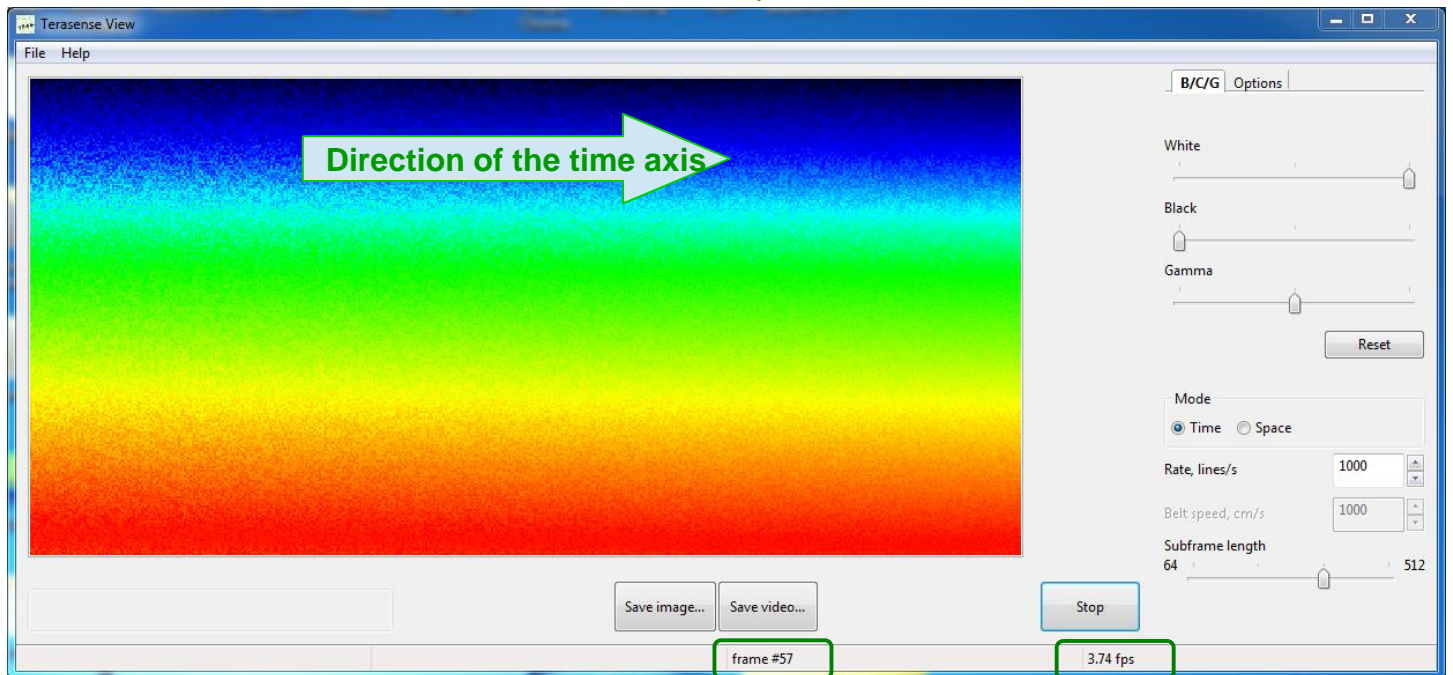 Terasense View
File Help
B/C/G Options
Direction of the time axis
White
Black
Gamma
Reset
Mode
Time Space
Rate, lines/s 1000
Belt speed, cm/s 1000
Subframe length
64 512
Save image... Save video... Stop
frame #57 3.74 fps